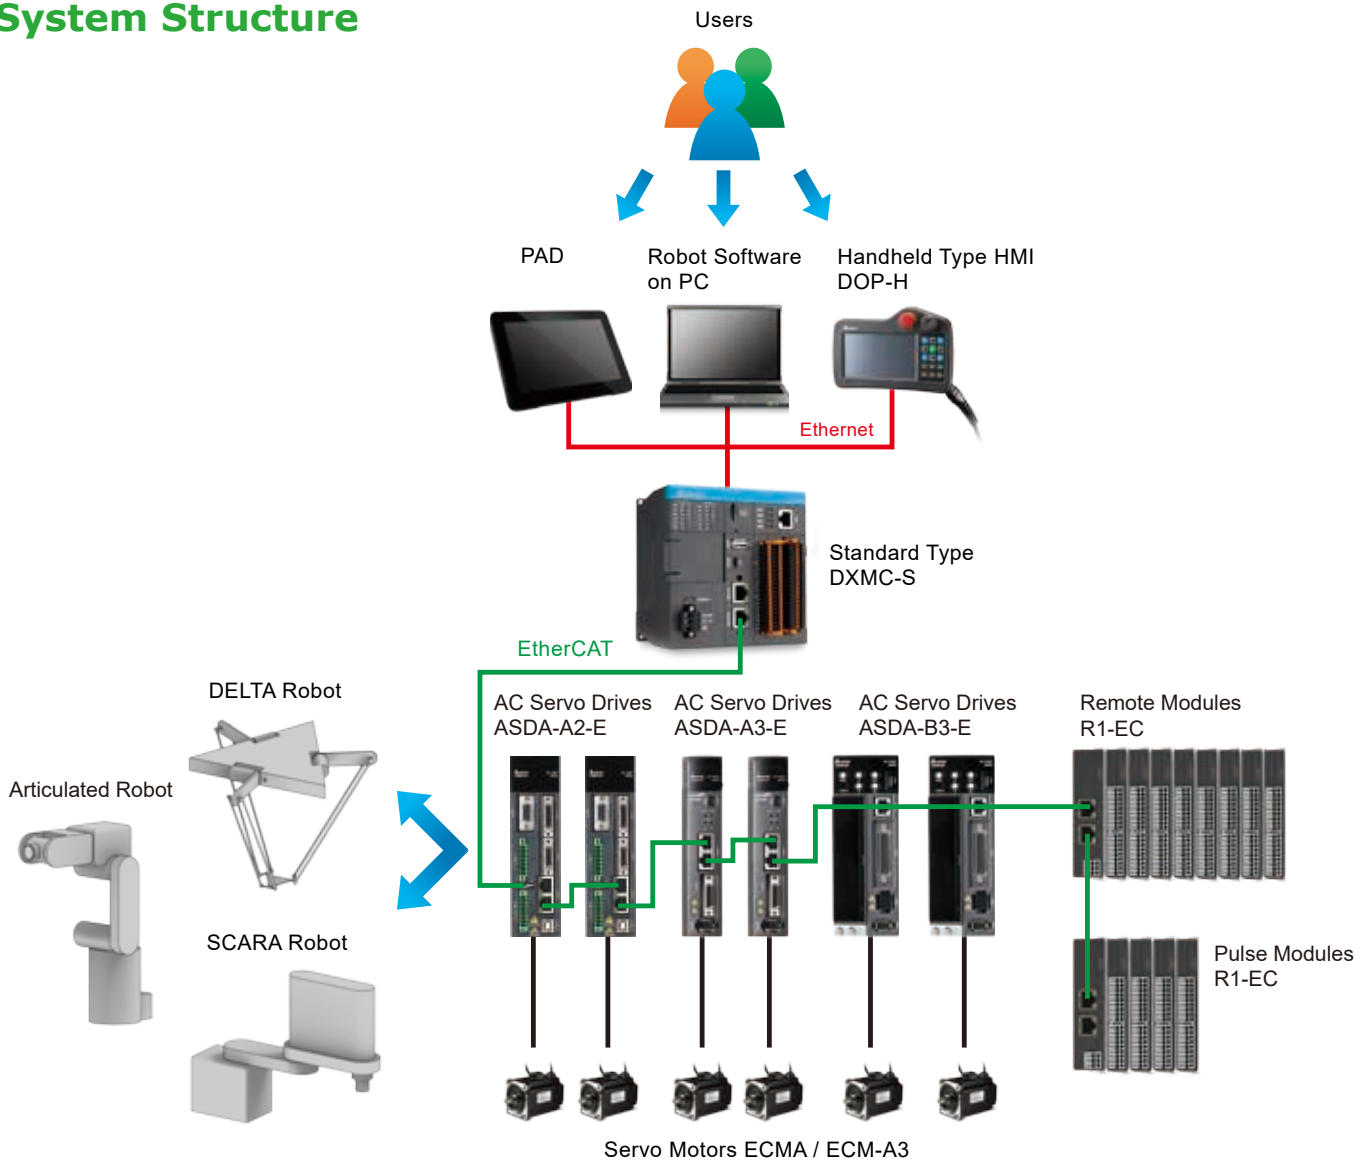 System Structure
Users
PAD
Robot Software
on PC
Handheld Type HMI
DOP-H
Ethernet
Standard Type
DXMC-S
EtherCAT
DELTA Robot
AC Servo Drives
ASDA-A2-E
AC Servo Drives
ASDA-A3-E
AC Servo Drives
ASDA-B3-E
Remote Modules
R1-EC
Articulated Robot
SCARA Robot
Pulse Modules
R1-EC
Servo Motors ECMA / ECM-A3